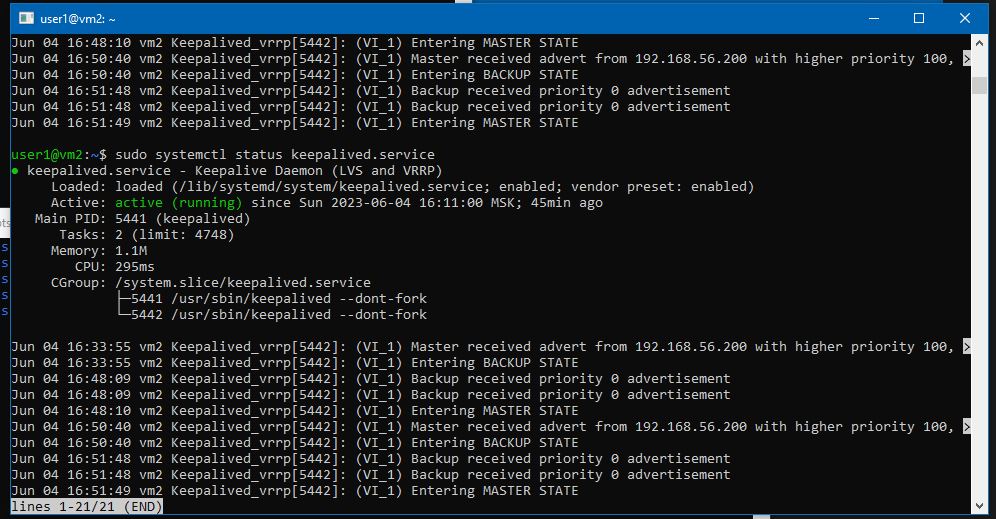 user1@vm2: ~
Jun 04 16:48:10 vm2 Keepalived_vrrp[5442]: (VI_1) Entering MASTER STATE
Jun 04 16:50:40 vm2 Keepalived_vrrp[5442]: (VI_1) Master received advert from 192.168.56.200 with higher priority 100, >
Jun 04 16:50:40 vm2 Keepalived_vrrp[5442]: (VI_1) Entering BACKUP STATE
Jun 04 16:51:48 vm2 Keepalived_vrrp[5442]: (VI_1) Backup received priority 0 advertisement
Jun 04 16:51:48 vm2 Keepalived_vrrp[5442]: (VI_1) Backup received priority 0 advertisement
Jun 04 16:51:49 vm2 Keepalived_vrrp[5442]: (VI_1) Entering MASTER STATE
user1@vm2:~$ sudo systemctl status keepalived.service
● keepalived.service - Keepalive Daemon (LVS and VRRP)
Loaded: loaded (/lib/systemd/system/keepalived.service; enabled; vendor preset: enabled)
Active: active (running) since Sun 2023-06-04 16:11:00 MSK; 45min ago
Main PID: 5441 (keepalived)
Tasks: 2 (limit: 4748)
Memory: 1.1M
CPU: 295ms
CGroup: /system.slice/keepalived.service
├─5441 /usr/sbin/keepalived --dont-fork
└─5442 /usr/sbin/keepalived --dont-fork
Jun 04 16:33:55 vm2 Keepalived_vrrp[5442]: (VI_1) Master received advert from 192.168.56.200 with higher priority 100, >
Jun 04 16:33:55 vm2 Keepalived_vrrp[5442]: (VI_1) Entering BACKUP STATE
Jun 04 16:48:09 vm2 Keepalived_vrrp[5442]: (VI_1) Backup received priority 0 advertisement
Jun 04 16:48:09 vm2 Keepalived_vrrp[5442]: (VI_1) Backup received priority 0 advertisement
Jun 04 16:48:10 vm2 Keepalived_vrrp[5442]: (VI_1) Entering MASTER STATE
Jun 04 16:50:40 vm2 Keepalived_vrrp[5442]: (VI_1) Master received advert from 192.168.56.200 with higher priority 100, >
Jun 04 16:50:40 vm2 Keepalived_vrrp[5442]: (VI_1) Entering BACKUP STATE
Jun 04 16:51:48 vm2 Keepalived_vrrp[5442]: (VI_1) Backup received priority 0 advertisement
Jun 04 16:51:48 vm2 Keepalived_vrrp[5442]: (VI_1) Backup received priority 0 advertisement
Jun 04 16:51:49 vm2 Keepalived_vrrp[5442]: (VI_1) Entering MASTER STATE
lines 1-21/21 (END)